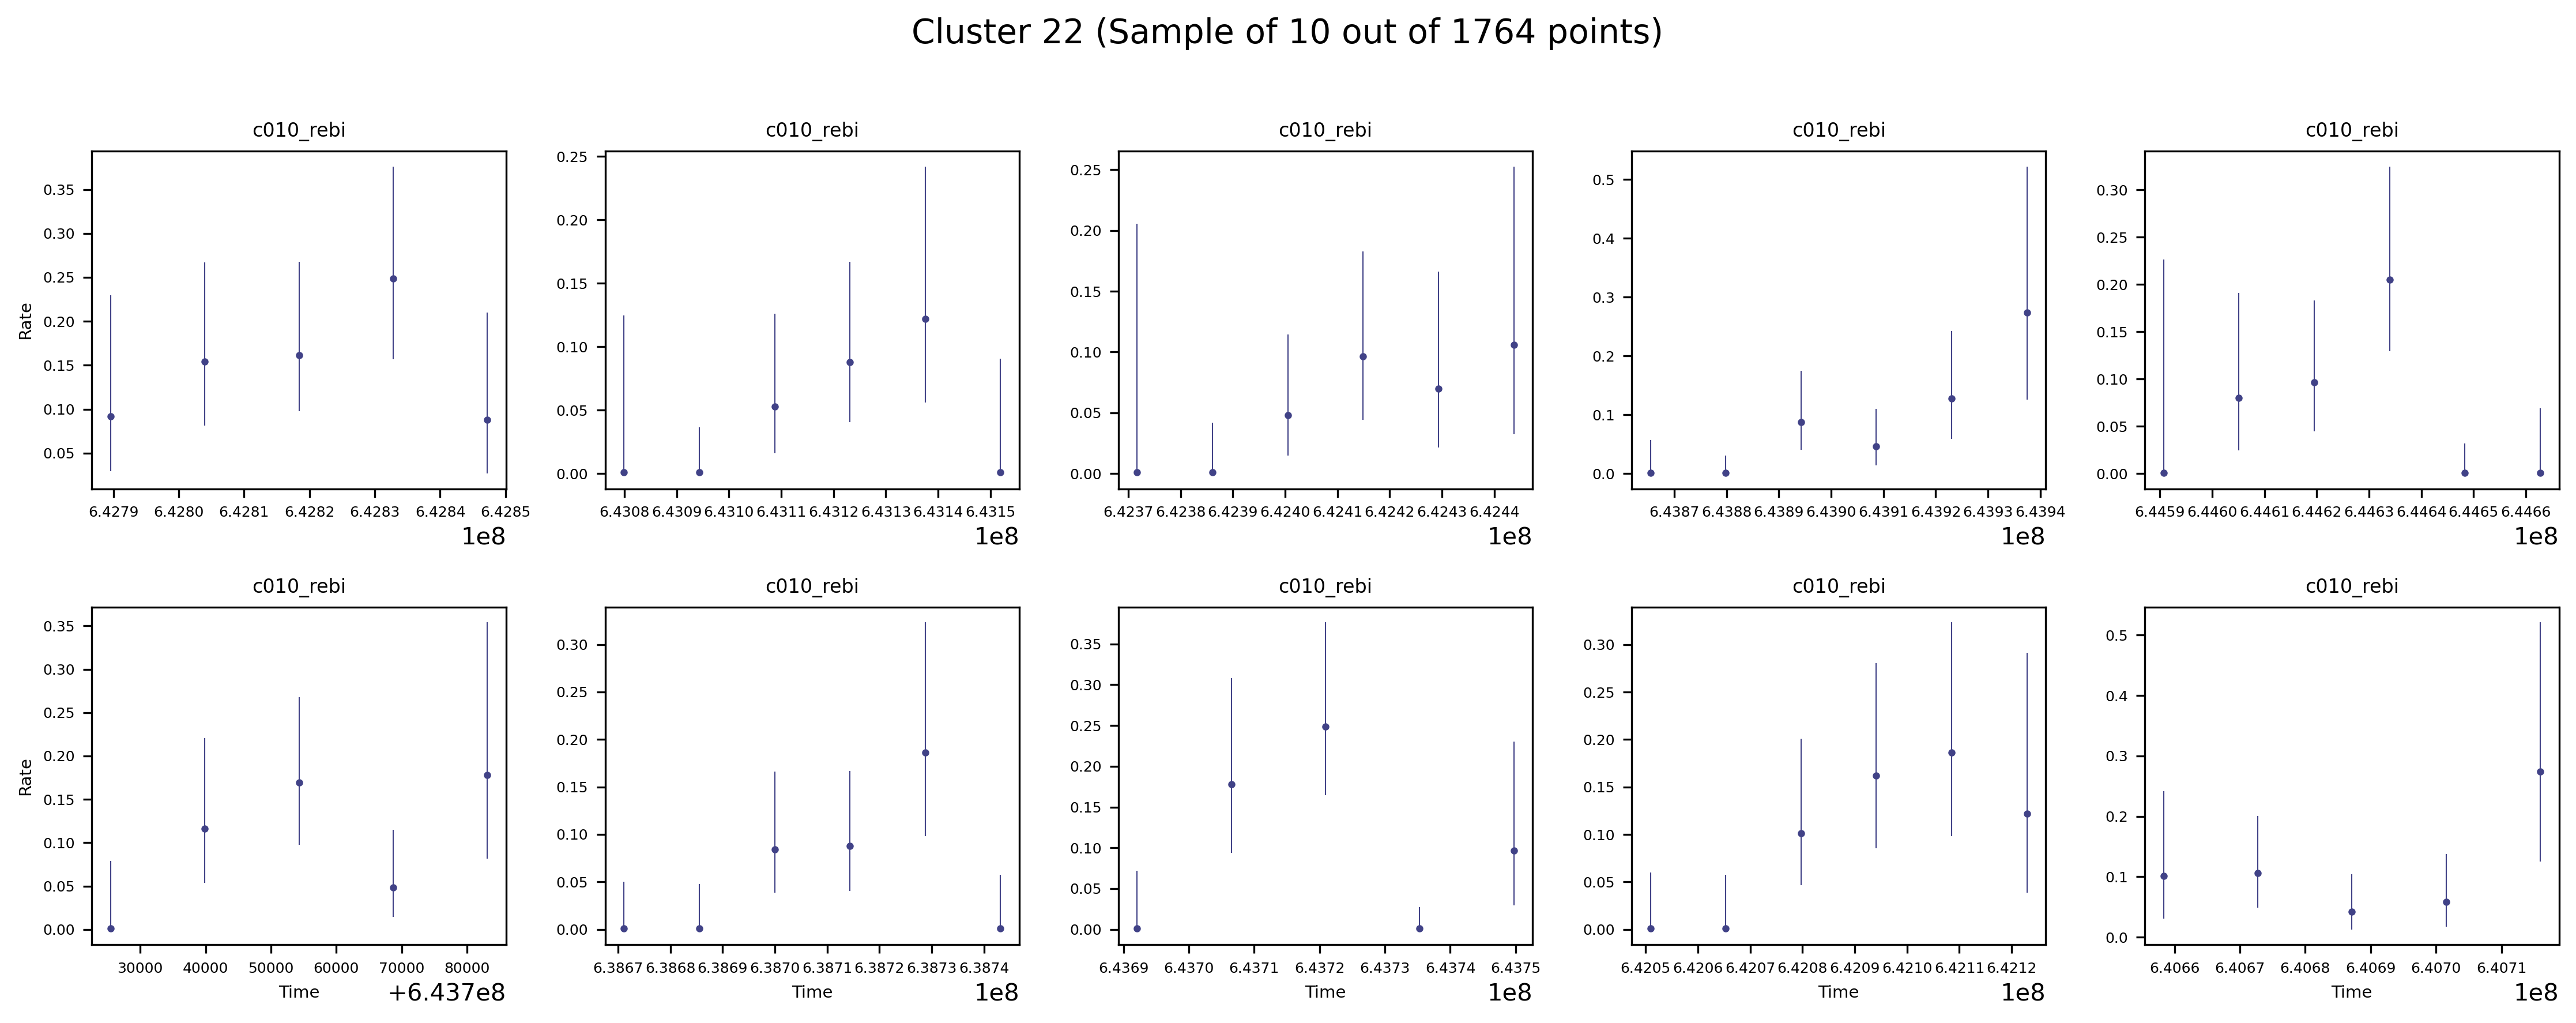 Cluster 22 (Sample of 10 out of 1764 points)
c010_rebi c010_rebi c010_rebi c010_rebi c010_rebi
Rate
0.35 0.30 0.25 0.20 0.15 0.10 0.05
6.4279 6.4280 6.4281 6.4282 6.4283 6.4284 6.4285
1e8
0.25 0.20 0.15 0.10 0.05 0.00
6.4308 6.4309 6.4310 6.4311 6.4312 6.4313 6.4314 6.4315
1e8
0.25 0.20 0.15 0.10 0.05 0.00
6.4237 6.4238 6.4239 6.4240 6.4241 6.4242 6.4243 6.4244
1e8
0.5 0.4 0.3 0.2 0.1 0.0
6.4387 6.4388 6.4389 6.4390 6.4391 6.4392 6.4393 6.4394
1e8
0.30 0.25 0.20 0.15 0.10 0.05 0.00
6.4459 6.4460 6.4461 6.4462 6.4463 6.4464 6.4465 6.4466
1e8
c010_rebi c010_rebi c010_rebi c010_rebi c010_rebi
Rate
0.35 0.30 0.25 0.20 0.15 0.10 0.05 0.00
30000 40000 50000 60000 70000 80000
Time +6.437e8
0.30 0.25 0.20 0.15 0.10 0.05 0.00
6.3867 6.3868 6.3869 6.3870 6.3871 6.3872 6.3873 6.3874
Time 1e8
0.35 0.30 0.25 0.20 0.15 0.10 0.05 0.00
6.4369 6.4370 6.4371 6.4372 6.4373 6.4374 6.4375
Time 1e8
0.30 0.25 0.20 0.15 0.10 0.05 0.00
6.4205 6.4206 6.4207 6.4208 6.4209 6.4210 6.4211 6.4212
Time 1e8
0.5 0.4 0.3 0.2 0.1 0.0
6.4066 6.4067 6.4068 6.4069 6.4070 6.4071
Time 1e8